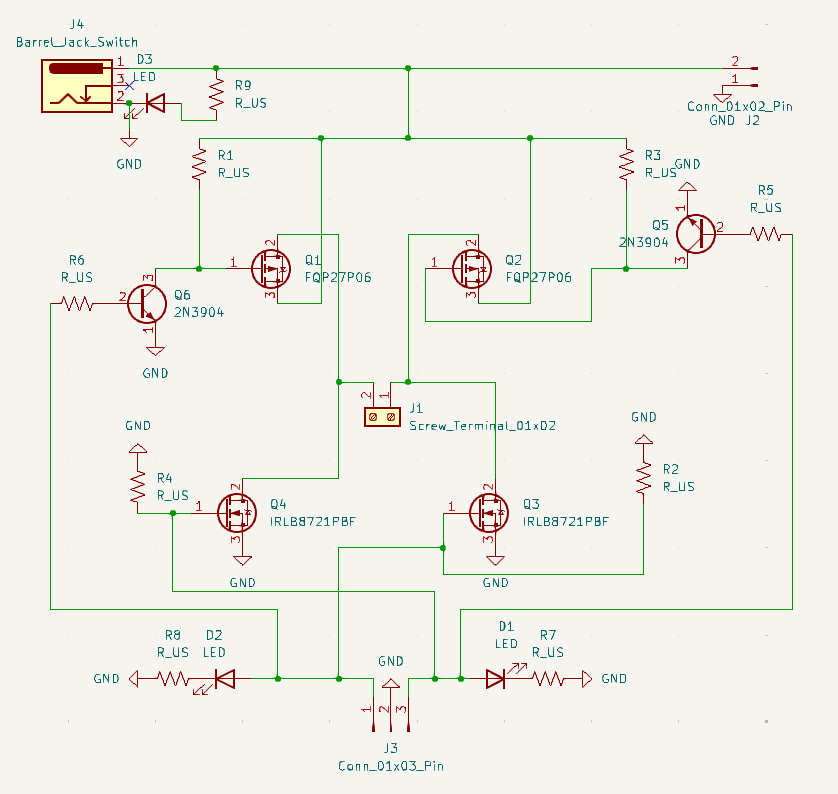 J4
Barrel_Jack_Switch
1
3
2
D3
LED
R9
R_US
GND
2
1
Conn_01x02_Pin
GND J2
R1
R_US
R3
R_US
GND
R5
R_US
Q5
2N3904
1
2
3
R6
R_US
2
3
1
Q6
2N3904
GND
1
2
3
Q1
FQP27P06
1
2
3
Q2
FQP27P06
2
1
J1
Screw_Terminal_01x02
GND
R4
R_US
1
2
3
Q4
IRLB8721PBF
GND
1
2
3
Q3
IRLB8721PBF
GND
GND
R2
R_US
GND
R8
R_US
D2
LED
GND
1
2
3
J3
Conn_01x03_Pin
D1
LED
R7
R_US
GND